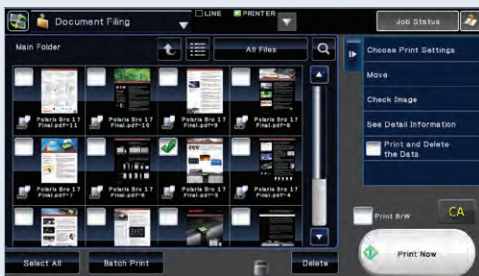 Document Filing
LINE
PRINTER
Job Status
Main Folder
All Files
Choose Print Settings
Move
Check Image
See Detail Information
Print and Delete
the Data
Polaris Bro 17
Final.pdf-11
Polaris Bro 17
Final.pdf-10
Polaris Bro 17
Final.pdf-9
Polaris Bro 17
Final.pdf-8
Polaris Bro 17
Final.pdf-7
Polaris Bro 17
Final.pdf-6
Polaris Bro 17
Final.pdf-5
Polaris Bro 17
Final.pdf-4
Print B/W
CA
Select All
Batch Print
Delete
Print Now